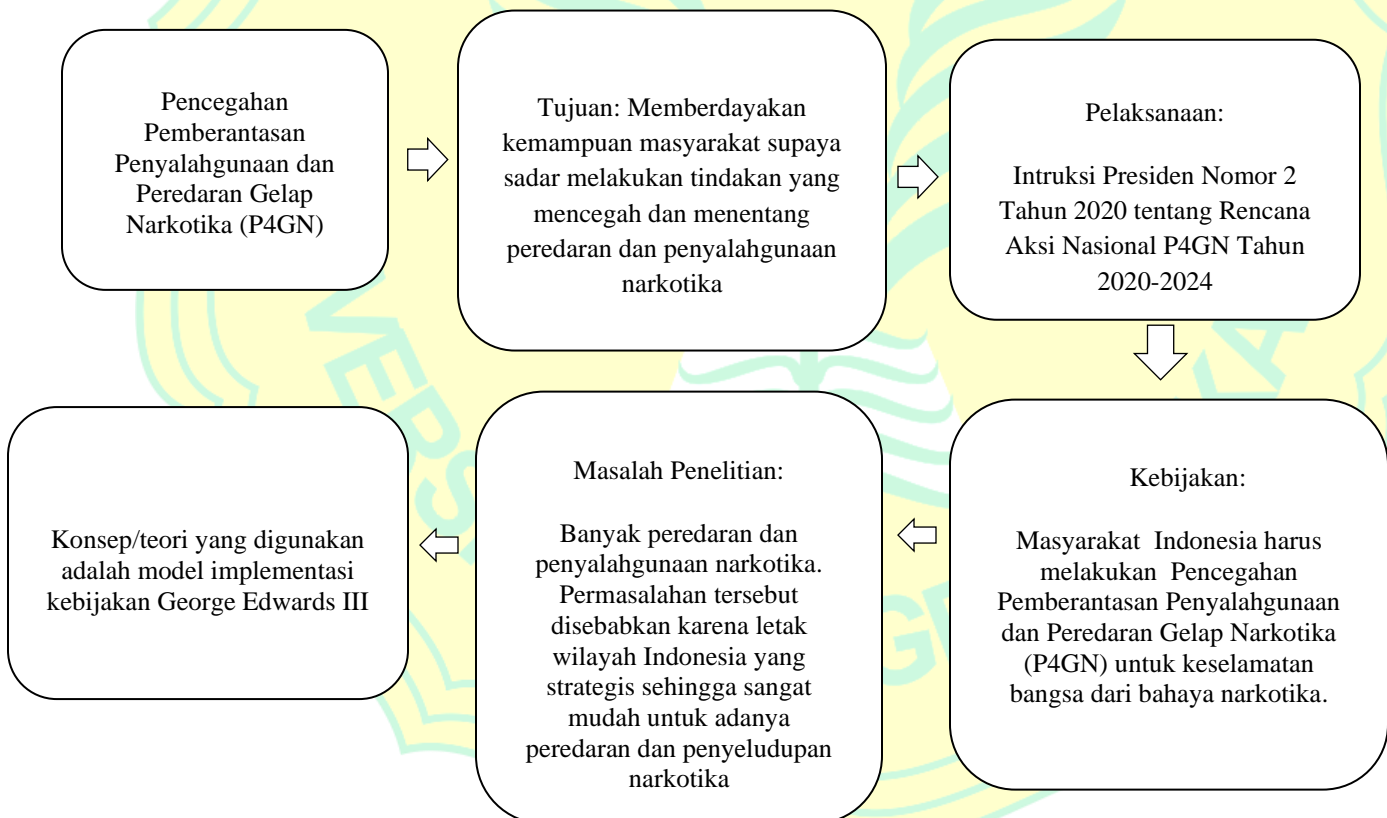 Pencegahan
Pemberantasan
Penyalahgunaan dan
Peredaran Gelap
Narkotika (P4GN)
Tujuan: Memberdayakan
kemampuan masyarakat supaya
sadar melakukan tindakan yang
mencegah dan menentang
peredaran dan penyalahgunaan
narkotika
Pelaksanaan:
Intruksi Presiden Nomor 2
Tahun 2020 tentang Rencana
Aksi Nasional P4GN Tahun
2020-2024
Kebijakan:
Masyarakat Indonesia harus
melakukan Pencegahan
Pemberantasan Penyalahgunaan
dan Peredaran Gelap Narkotika
(P4GN) untuk keselamatan
bangsa dari bahaya narkotika.
Masalah Penelitian:
Banyak peredaran dan
penyalahgunaan narkotika.
Permasalahan tersebut
disebabkan karena letak
wilayah Indonesia yang
strategis sehingga sangat
mudah untuk adanya
peredaran dan penyeludupan
narkotika
Konsep/teori yang digunakan
adalah model implementasi
kebijakan George Edwards III